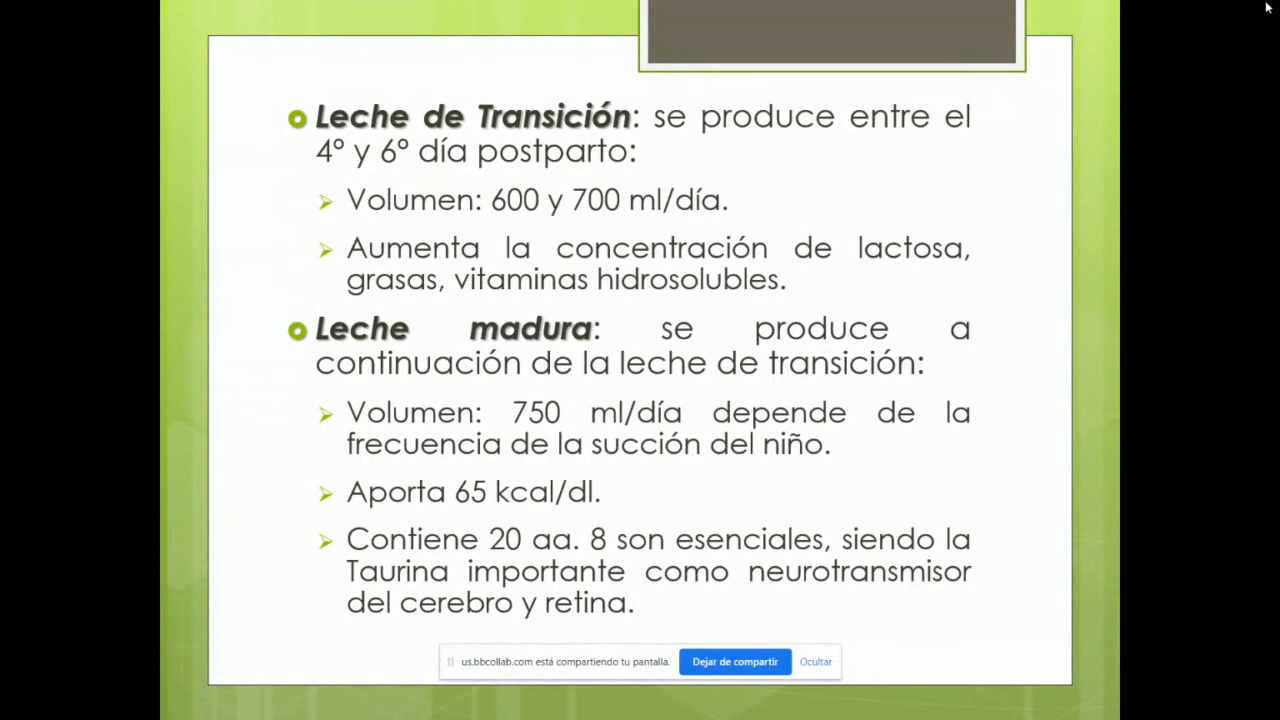 Leche de Transición: se produce entre el
4º y 6º día postparto:
Volumen: 600 y 700 ml/día.
Aumenta la concentración de lactosa,
grasas, vitaminas hidrosolubles.
Leche madura: se produce a
continuación de la leche de transición:
Volumen: 750 ml/día depende de la
frecuencia de la succión del niño.
Aporta 65 kcal/dl.
Contiene 20 aa. 8 son esenciales, siendo la
Taurina importante como neurotransmisor
del cerebro y retina.
us.bbcollab.com está compartiendo tu pantalla. Dejar de compartir Ocultar